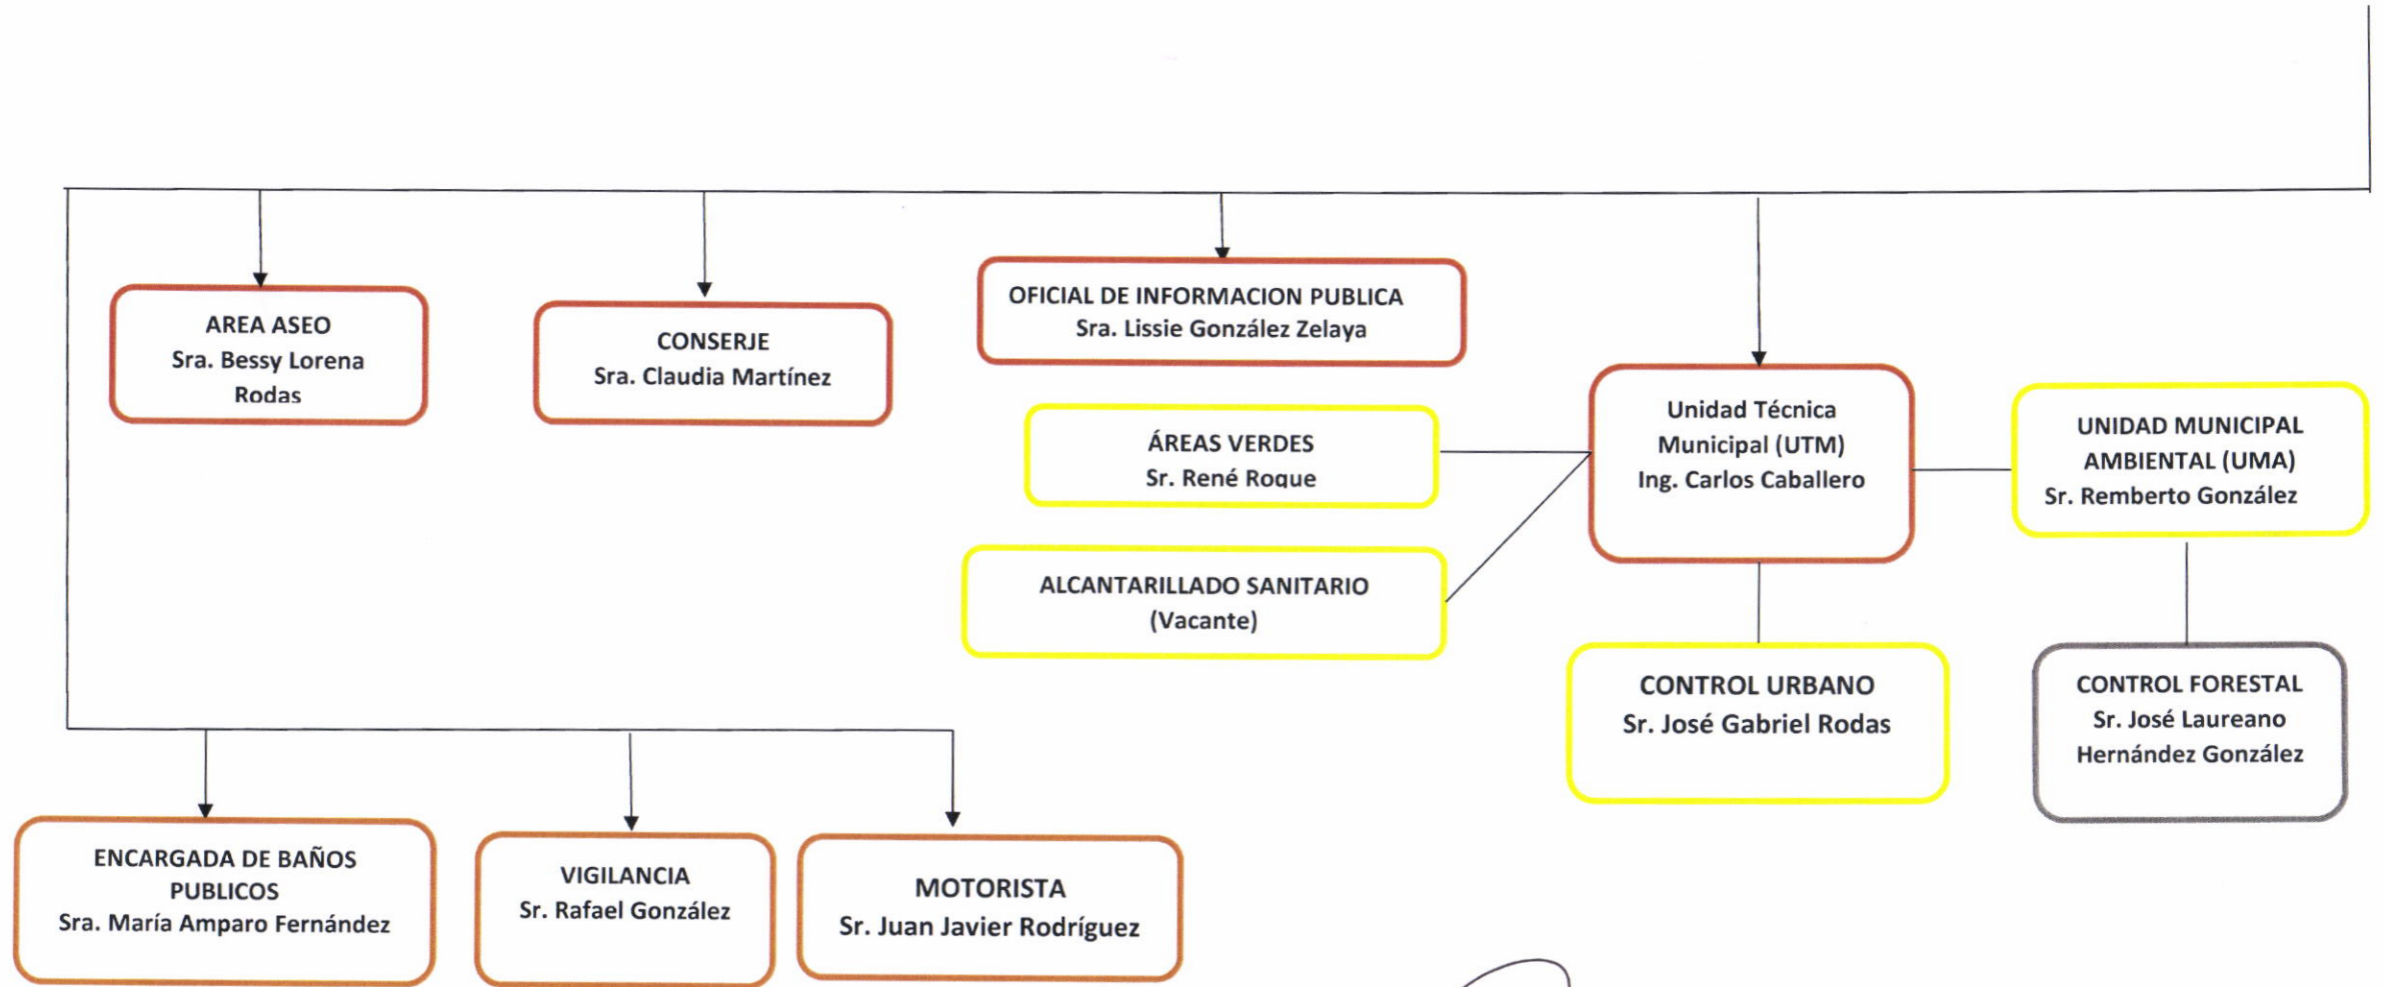 AREA ASEO
Sra. Bessy Lorena
Rodas
CONSERJE
Sra. Claudia Martínez
OFICIAL DE INFORMACION PUBLICA
Sra. Lissie González Zelaya
ÁREAS VERDES
Sr. René Roque
ALCANTARILLADO SANITARIO
(Vacante)
Unidad Técnica
Municipal (UTM)
Ing. Carlos Caballero
UNIDAD MUNICIPAL
AMBIENTAL (UMA)
Sr. Remberto González
CONTROL URBANO
Sr. José Gabriel Rodas
CONTROL FORESTAL
Sr. José Laureano
Hernández González
ENCARGADA DE BAÑOS
PUBLICOS
Sra. María Amparo Fernández
VIGILANCIA
Sr. Rafael González
MOTORISTA
Sr. Juan Javier Rodríguez